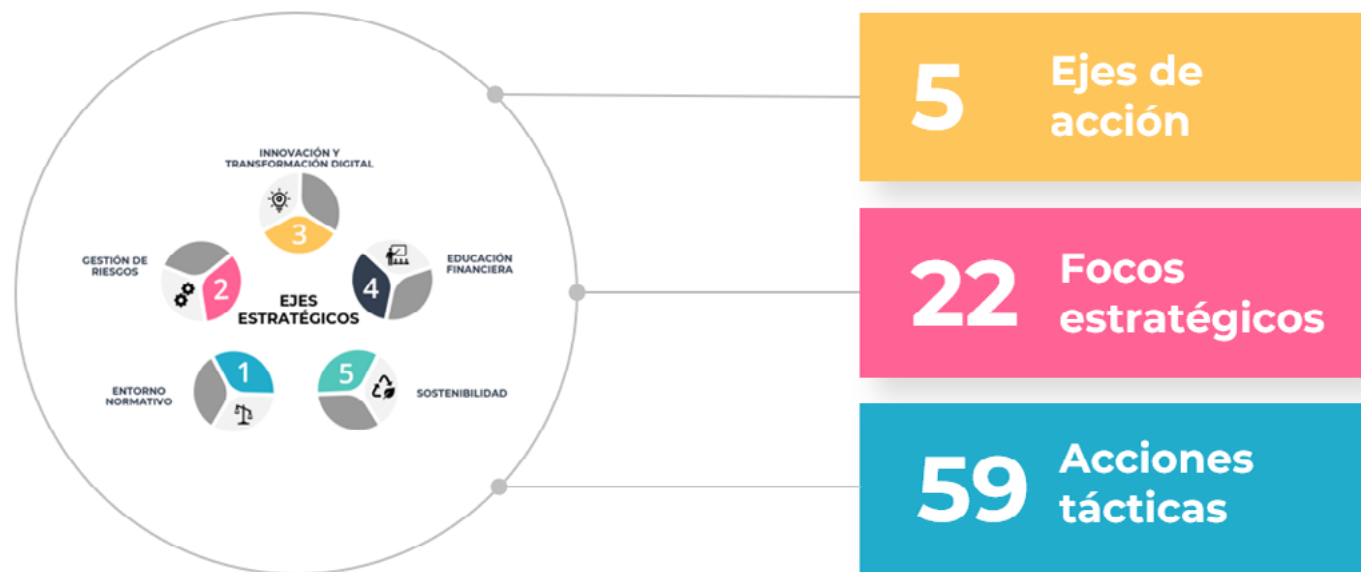 INNOVACIÓN Y
TRANSFORMACIÓN DIGITAL
3
GESTIÓN DE
RIESGOS
2
EDUCACIÓN
FINANCIERA
4
EJES
ESTRATÉGICOS
ENTORNO
NORMATIVO
1
5
SOSTENIBILIDAD
5
Ejes de
acción
22
Focos
estratégicos
59
Acciones
tácticas